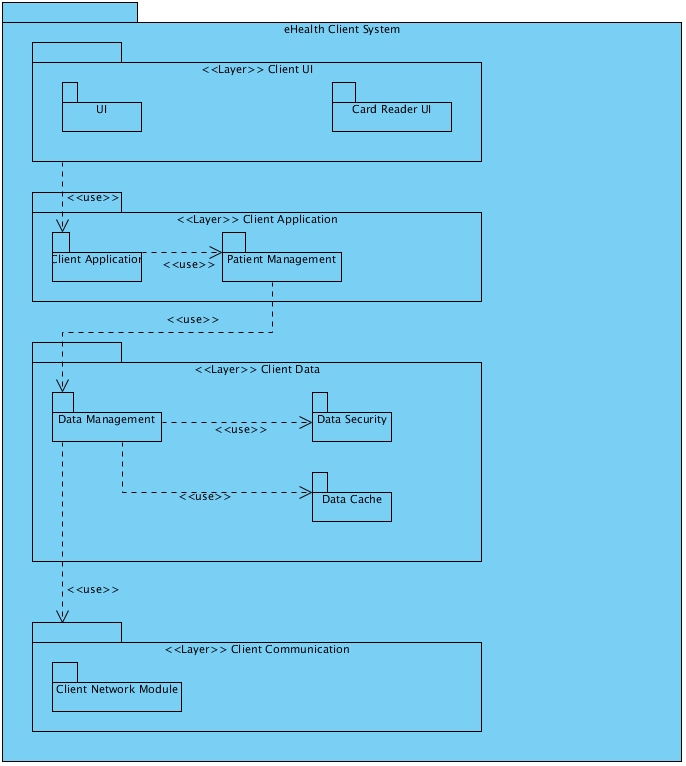 eHealth Client System
<<Layer>> Client UI
UI
Card Reader UI
<<use>>
<<Layer>> Client Application
Client Application
<<use>>
Patient Management
<<use>>
<<Layer>> Client Data
Data Management
<<use>>
Data Security
<<use>>
Data Cache
<<use>>
<<Layer>> Client Communication
Client Network Module